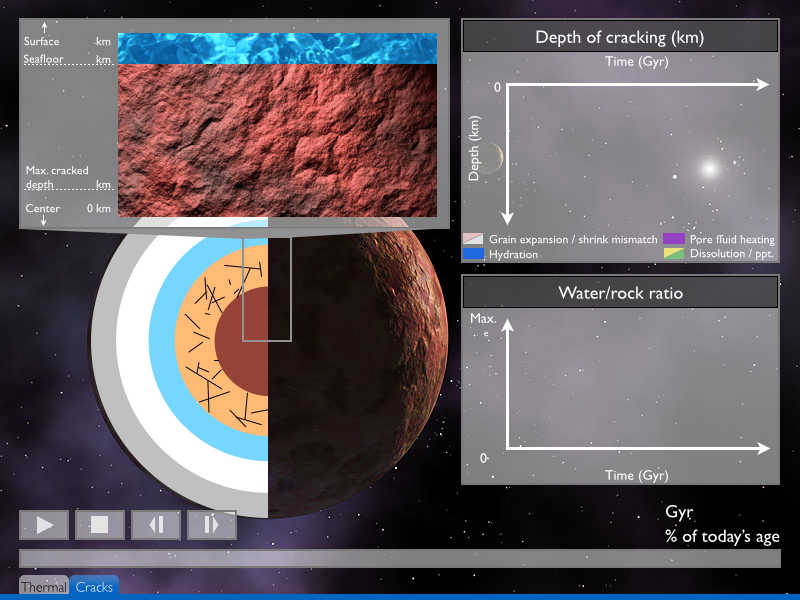 Surface km
Seafloor km
Max. cracked
depth km
Center 0 km
Depth of cracking (km)
Time (Gyr)
0
Depth (km)
Grain expansion / shrink mismatch
Pore fluid heating
Hydration
Dissolution / ppt.
Water/rock ratio
Max.
e
0
Time (Gyr)
Gyr
% of today's age
Thermal Cracks